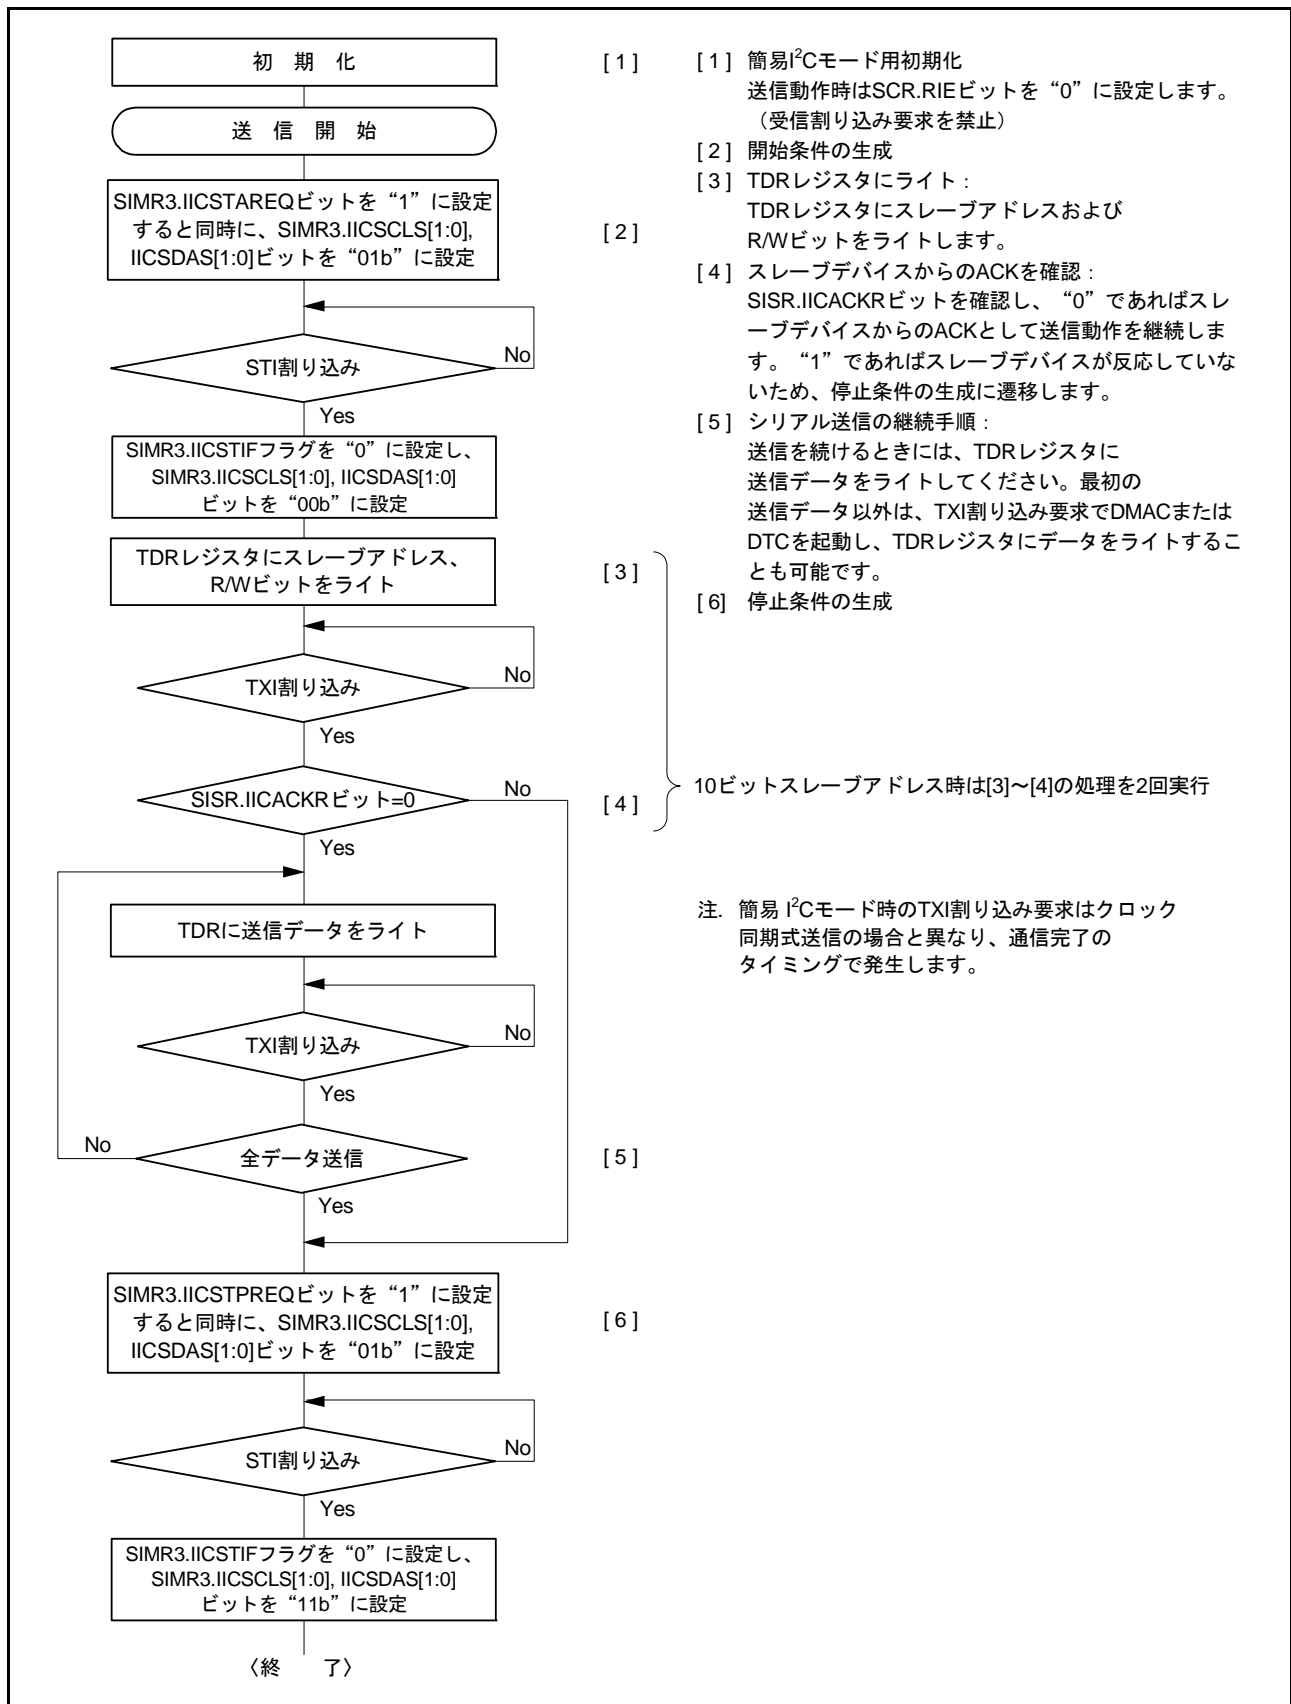 初 期 化
[ 1 ]
送 信 開 始
SIMR3.IICSTAREQビットを“1”に設定
すると同時に、SIMR3.IICSCLS[1:0],
IICSDAS[1:0]ビットを“01b”に設定
[ 2 ]
STI割り込み
No
Yes
SIMR3.IICSTIFフラグを“0”に設定し、
SIMR3.IICSCLS[1:0], IICSDAS[1:0]
ビットを“00b”に設定
TDRレジスタにスレーブアドレス、
R/Wビットをライト
[ 3 ]
TXI割り込み
No
Yes
SISR.IICACKRビット=0
No
[ 4 ]
Yes
TDRに送信データをライト
TXI割り込み
No
Yes
全データ送信
No
[ 5 ]
Yes
SIMR3.IICSTPREQビットを“1”に設定
すると同時に、SIMR3.IICSCLS[1:0],
IICSDAS[1:0]ビットを“01b”に設定
[ 6 ]
STI割り込み
No
Yes
SIMR3.IICSTIFフラグを“0”に設定し、
SIMR3.IICSCLS[1:0], IICSDAS[1:0]
ビットを“11b”に設定
〈終 了〉
[ 1 ] 簡易I²Cモード用初期化
送信動作時はSCR.RIEビットを“0”に設定します。
（受信割り込み要求を禁止）
[ 2 ] 開始条件の生成
[ 3 ] TDRレジスタにライト：
TDRレジスタにスレーブアドレスおよび
R/Wビットをライトします。
[ 4 ] スレーブデバイスからのACKを確認：
SISR.IICACKRビットを確認し、“0”であればスレ
ーブデバイスからのACKとして送信動作を継続しま
す。“1”であればスレーブデバイスが反応していな
いため、停止条件の生成に遷移します。
[ 5 ] シリアル送信の継続手順：
送信を続けるときには、TDRレジスタに
送信データをライトしてください。最初の
送信データ以外は、TXI割り込み要求でDMACまたは
DTCを起動し、TDRレジスタにデータをライトするこ
とも可能です。
[ 6] 停止条件の生成
10ビットスレーブアドレス時は[3]～[4]の処理を2回実行
注. 簡易 I²Cモード時のTXI割り込み要求はクロック
同期式送信の場合と異なり、通信完了の
タイミングで発生します。